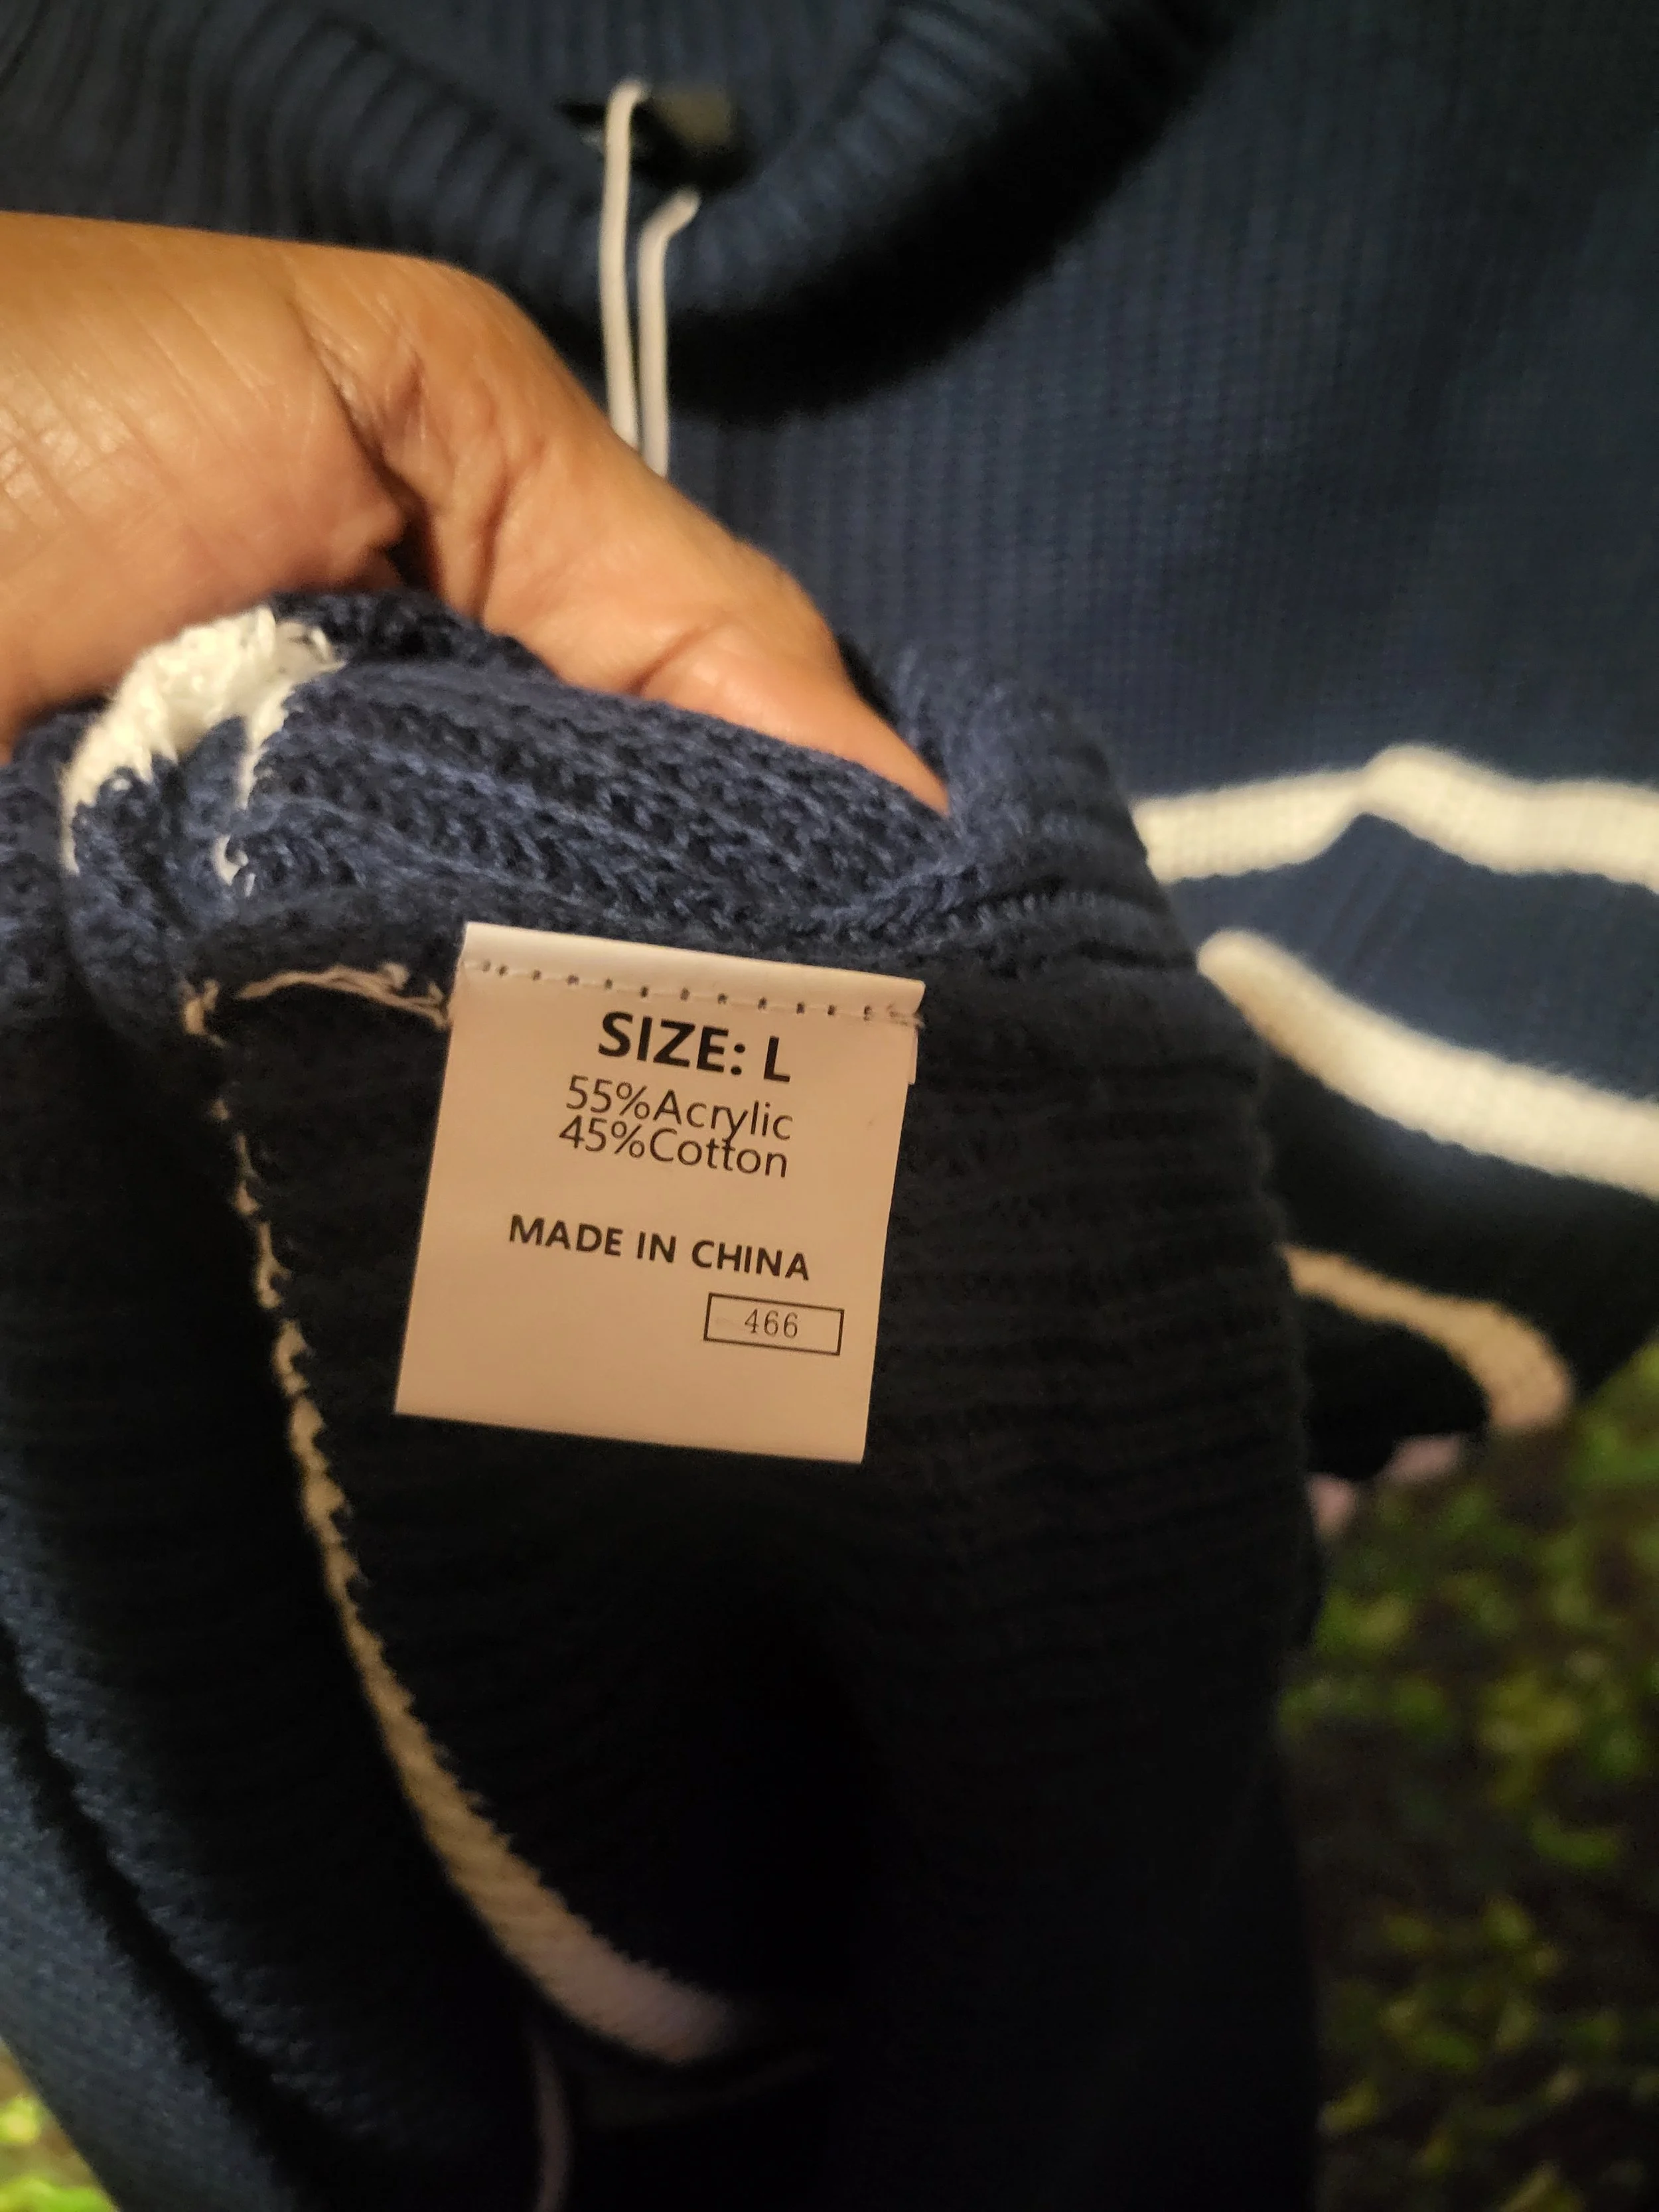 SIZE: L
55%Acrylic
45%Cotton
MADE IN CHINA
466